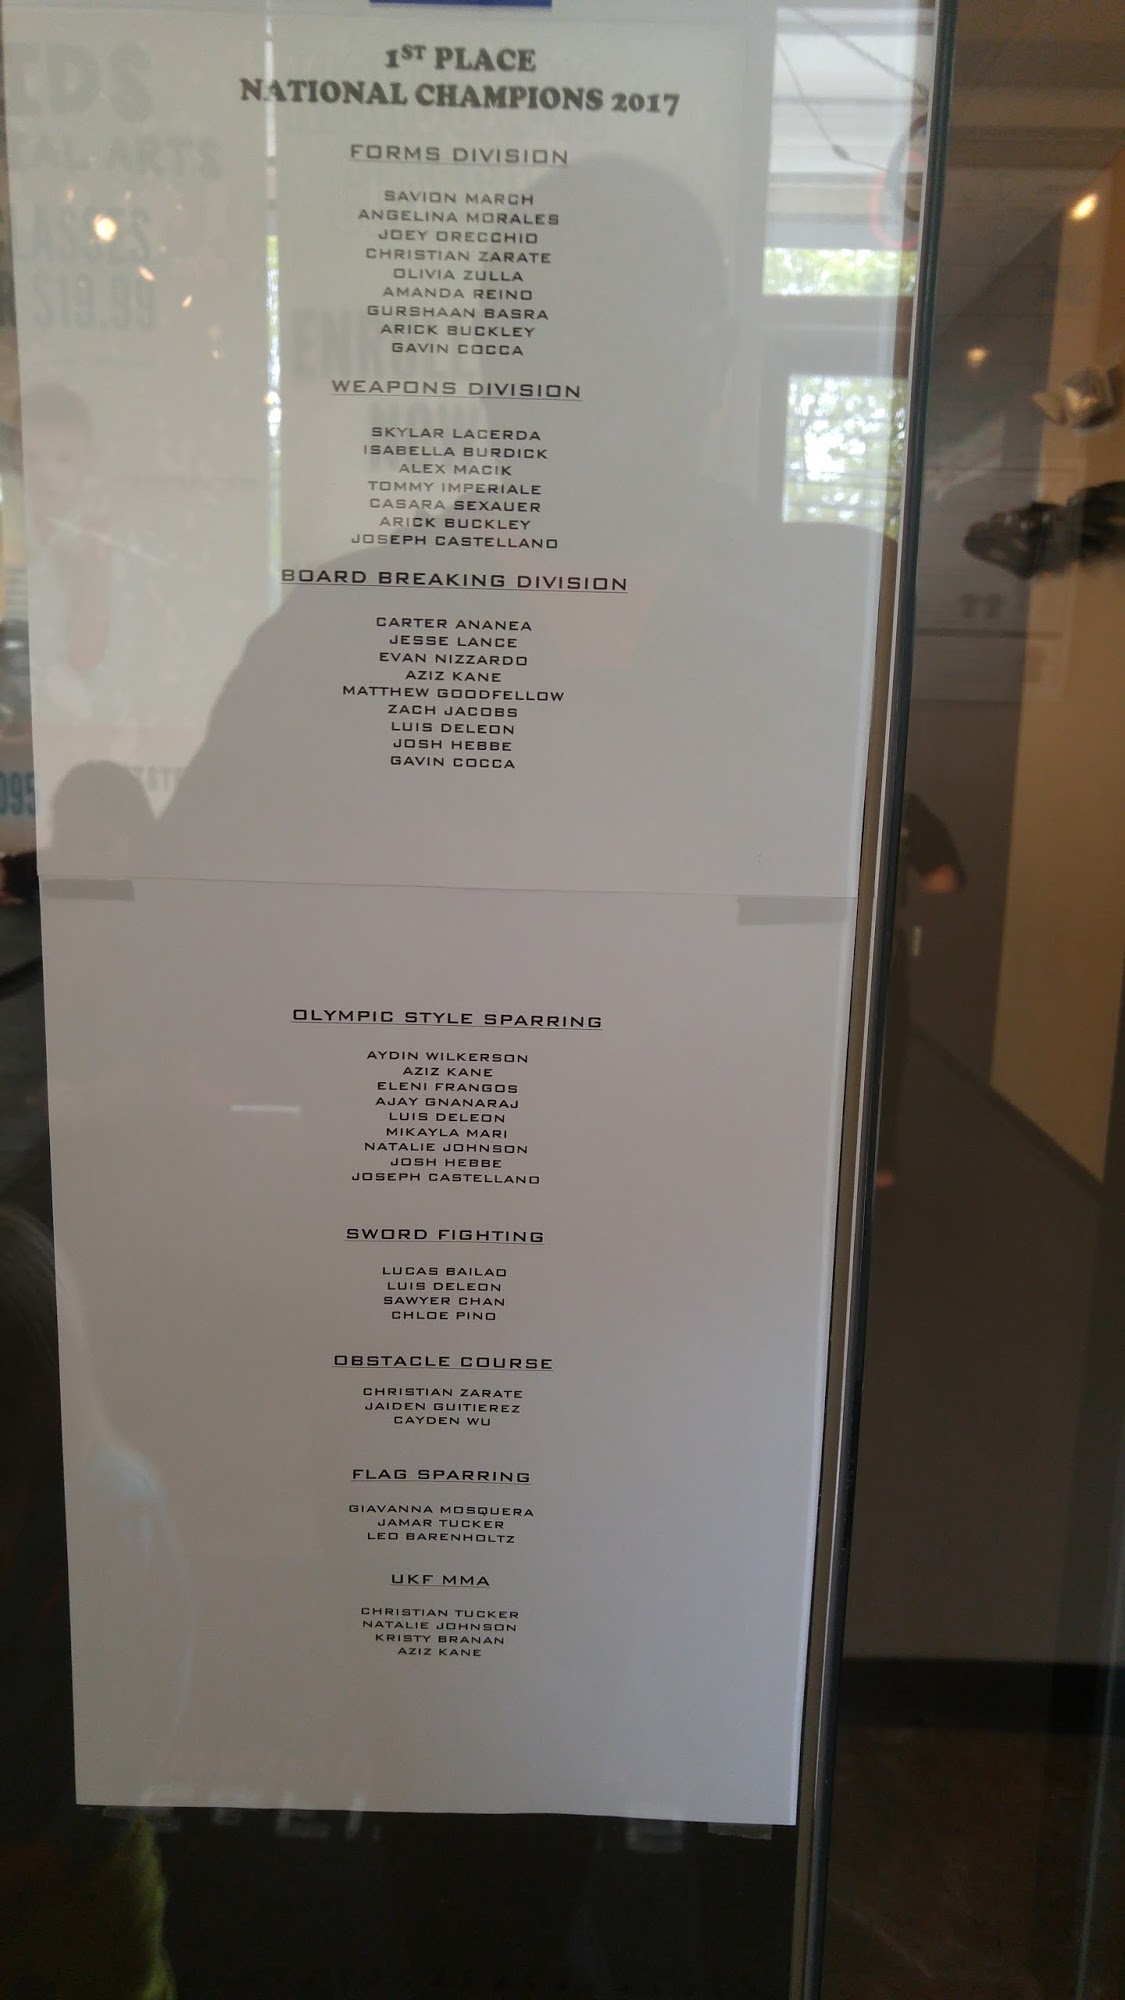 1ST PLACE
NATIONAL CHAMPIONS 2017
FORMS DIVISION
SAVION MARCH
ANGELINA MORALES
JOEY ORECCHIO
CHRISTIAN ZARATE
OLIVIA ZULLA
AMANDA REINO
GURSHAAN BASRA
ARICK BUCKLEY
GAVIN COCCA
WEAPONS DIVISION
SKYLAR LACERDA
ISABELLA BURDICK
ALEX MACIK
TOMMY IMPERIALE
CASARA SEXAUER
ARICK BUCKLEY
JOSEPH CASTELLANO
BOARD BREAKING DIVISION
CARTER ANANEA
JESSE LANCE
EVAN NIZZARDO
AZIZ KANE
MATTHEW GOODFELLOW
ZACH JACOBS
LUIS DELEON
JOSH HEBBE
GAVIN COCCA
OLYMPIC STYLE SPARRING
AYDIN WILKERSON
AZIZ KANE
ELENI FRANGOS
AJAY GNANARAJ
LUIS DELEON
MIKAYLA MARI
NATALIE JOHNSON
JOSH HEBBE
JOSEPH CASTELLANO
SWORD FIGHTING
LUCAS BAILAO
LUIS DELEON
SAWYER CHAN
CHLOE PINO
OBSTACLE COURSE
CHRISTIAN ZARATE
JAIDEN GUITIEREZ
CAYDEN WU
FLAG SPARRING
GIAVANNA MOSQUERA
JAMAR TUCKER
LEO BARENHOLTZ
UKF MMA
CHRISTIAN TUCKER
NATALIE JOHNSON
KRISTY BRANAN
AZIZ KANE
ARTS
$19.99